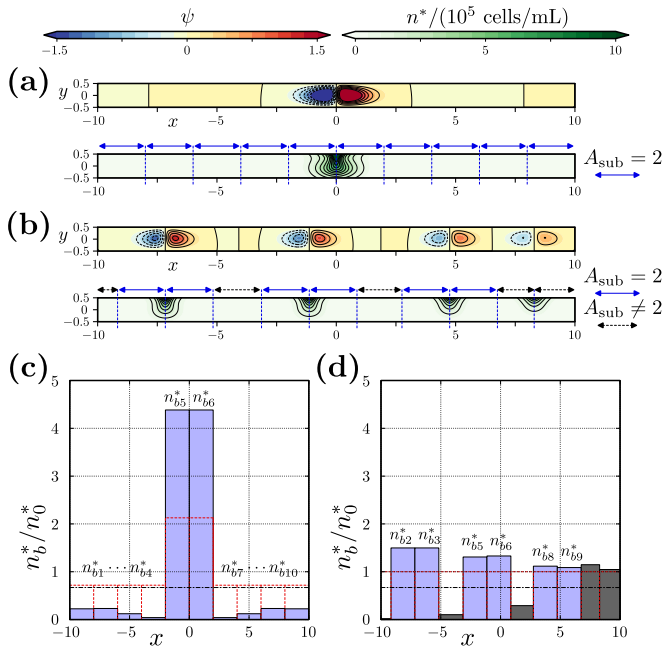 ψ n*/(10⁵ cells/mL)
−1.5 0 1.5 0 5 10
(a)
y 0.5 0 −0.5
−10 x −5 0 5 10
0.5 0 −0.5
A_sub = 2
−10 −5 0 5 10
(b)
y 0.5 0 −0.5
−10 x −5 0 5 10
A_sub = 2
0.5 0 −0.5
A_sub ≠ 2
−10 −5 0 5 10
(c) (d)
5 5
n*_b5 n*_b6
4 4
3 3
n*_b/n*_0 n*_b/n*_0
2 2
n*_b2 n*_b3 n*_b5 n*_b6 n*_b8 n*_b9
n*_b1 ··· n*_b4 n*_b7 ··· n*_b10
1 1
0 0
−10 −5 0 5 10 −10 −5 0 5 10
x x